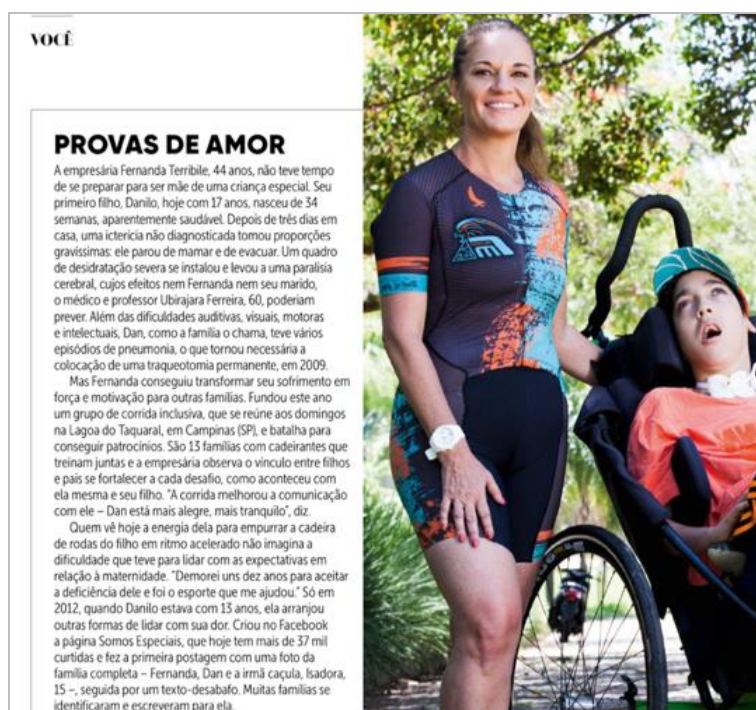 VOCÊ
PROVAS DE AMOR
A empresária Fernanda Terribile, 44 anos, não teve tempo
de se preparar para ser mãe de uma criança especial. Seu
primeiro filho, Danilo, hoje com 17 anos, nasceu de 34
semanas, aparentemente saudável. Depois de três dias em
casa, uma icterícia não diagnosticada tomou proporções
gravíssimas: ele parou de mamar e de evacuar. Um quadro
de desidratação severa se instalou e levou a uma paralisia
cerebral, cujos efeitos nem Fernanda nem seu marido,
o médico e professor Ubirajara Ferreira, 60, poderiam
prever. Além das dificuldades auditivas, visuais, motoras
e intelectuais, Dan, como a família o chama, teve vários
episódios de pneumonia, o que tornou necessária a
colocação de uma traqueotomia permanente, em 2009.
Mas Fernanda conseguiu transformar seu sofrimento em
força e motivação para outras famílias. Fundou este ano
um grupo de corrida inclusiva, que se reúne aos domingos
na Lagoa do Taquaral, em Campinas (SP), e batalha para
conseguir patrocínios. São 13 famílias com cadeirantes que
treinam juntas e a empresária observa o vínculo entre filhos
e pais se fortalecer a cada desafio, como aconteceu com
ela mesma e seu filho. "A corrida melhorou a comunicação
com ele – Dan está mais alegre, mais tranquilo", diz.
Quem vê hoje a energia dela para empurrar a cadeira
de rodas do filho em ritmo acelerado não imagina a
dificuldade que teve para lidar com as expectativas em
relação à maternidade. "Demorei uns dez anos para aceitar
a deficiência dele e foi o esporte que me ajudou." Só em
2012, quando Danilo estava com 13 anos, ela arranjou
outras formas de lidar com sua dor. Criou no Facebook
a página Somos Especiais, que hoje tem mais de 37 mil
curtidas e fez a primeira postagem com uma foto da
família completa – Fernanda, Dan e a irmã caçula, Isadora,
15 –, seguida por um texto-desabafo. Muitas famílias se
identificaram e escreveram para ela.